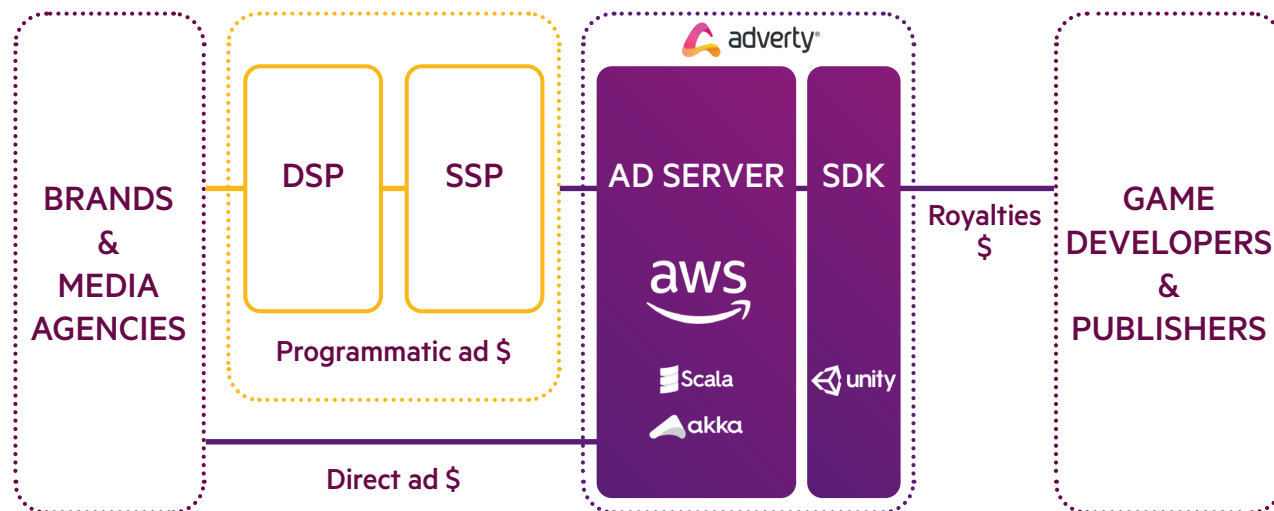 BRANDS
&
MEDIA
AGENCIES
DSP
SSP
Programmatic ad $
Direct ad $
adverty®
AD SERVER
aws
Scala
akka
SDK
unity
Royalties
$
GAME
DEVELOPERS
&
PUBLISHERS